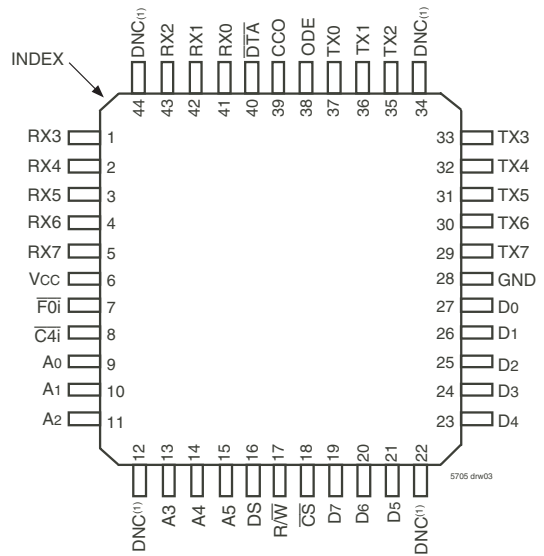 DNC(1)
RX2
RX1
RX0
D̅T̅A̅
CCO
ODE
TX0
TX1
TX2
DNC(1)
INDEX
44
43
42
41
40
39
38
37
36
35
34
RX3 1
RX4 2
RX5 3
RX6 4
RX7 5
VCC 6
F̅0̅i̅ 7
C̅4̅i̅ 8
A0 9
A1 10
A2 11
33 TX3
32 TX4
31 TX5
30 TX6
29 TX7
28 GND
27 D0
26 D1
25 D2
24 D3
23 D4
12
13
14
15
16
17
18
19
20
21
22
DNC(1)
A3
A4
A5
DS
R/W̅
C̅S̅
D7
D6
D5
DNC(1)
5705 drw03